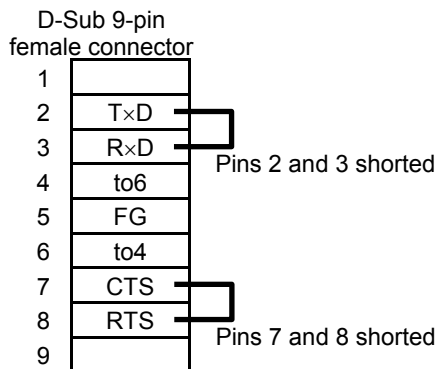 D-Sub 9-pin
female connector
1
2 T×D
3 R×D
Pins 2 and 3 shorted
4 to6
5 FG
6 to4
7 CTS
8 RTS
Pins 7 and 8 shorted
9